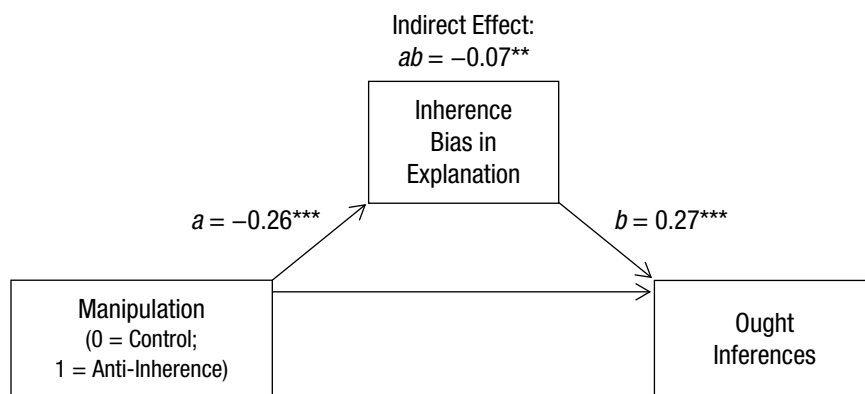 Indirect Effect:
ab = −0.07**
Inherence
Bias in
Explanation
a = −0.26***
b = 0.27***
Manipulation
(0 = Control;
1 = Anti-Inherence)
Ought
Inferences